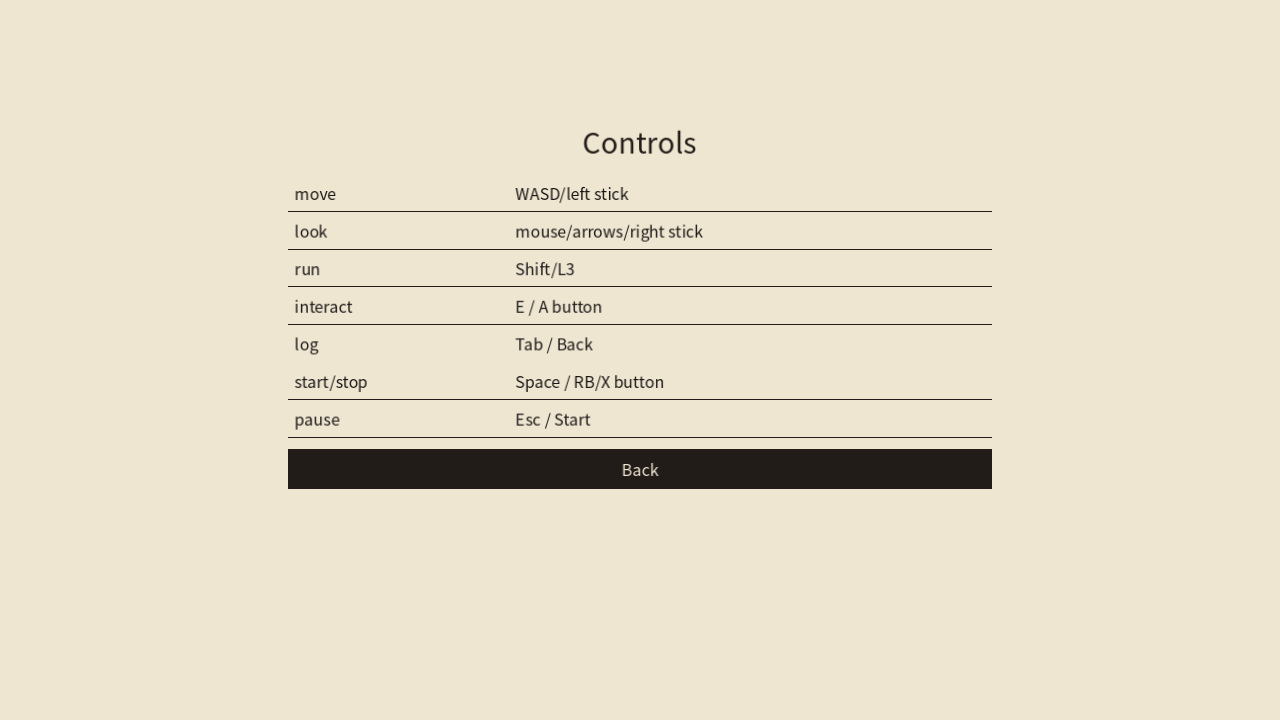 Controls
move WASD/left stick
look mouse/arrows/right stick
run Shift/L3
interact E / A button
log Tab / Back
start/stop Space / RB/X button
pause Esc / Start
Back